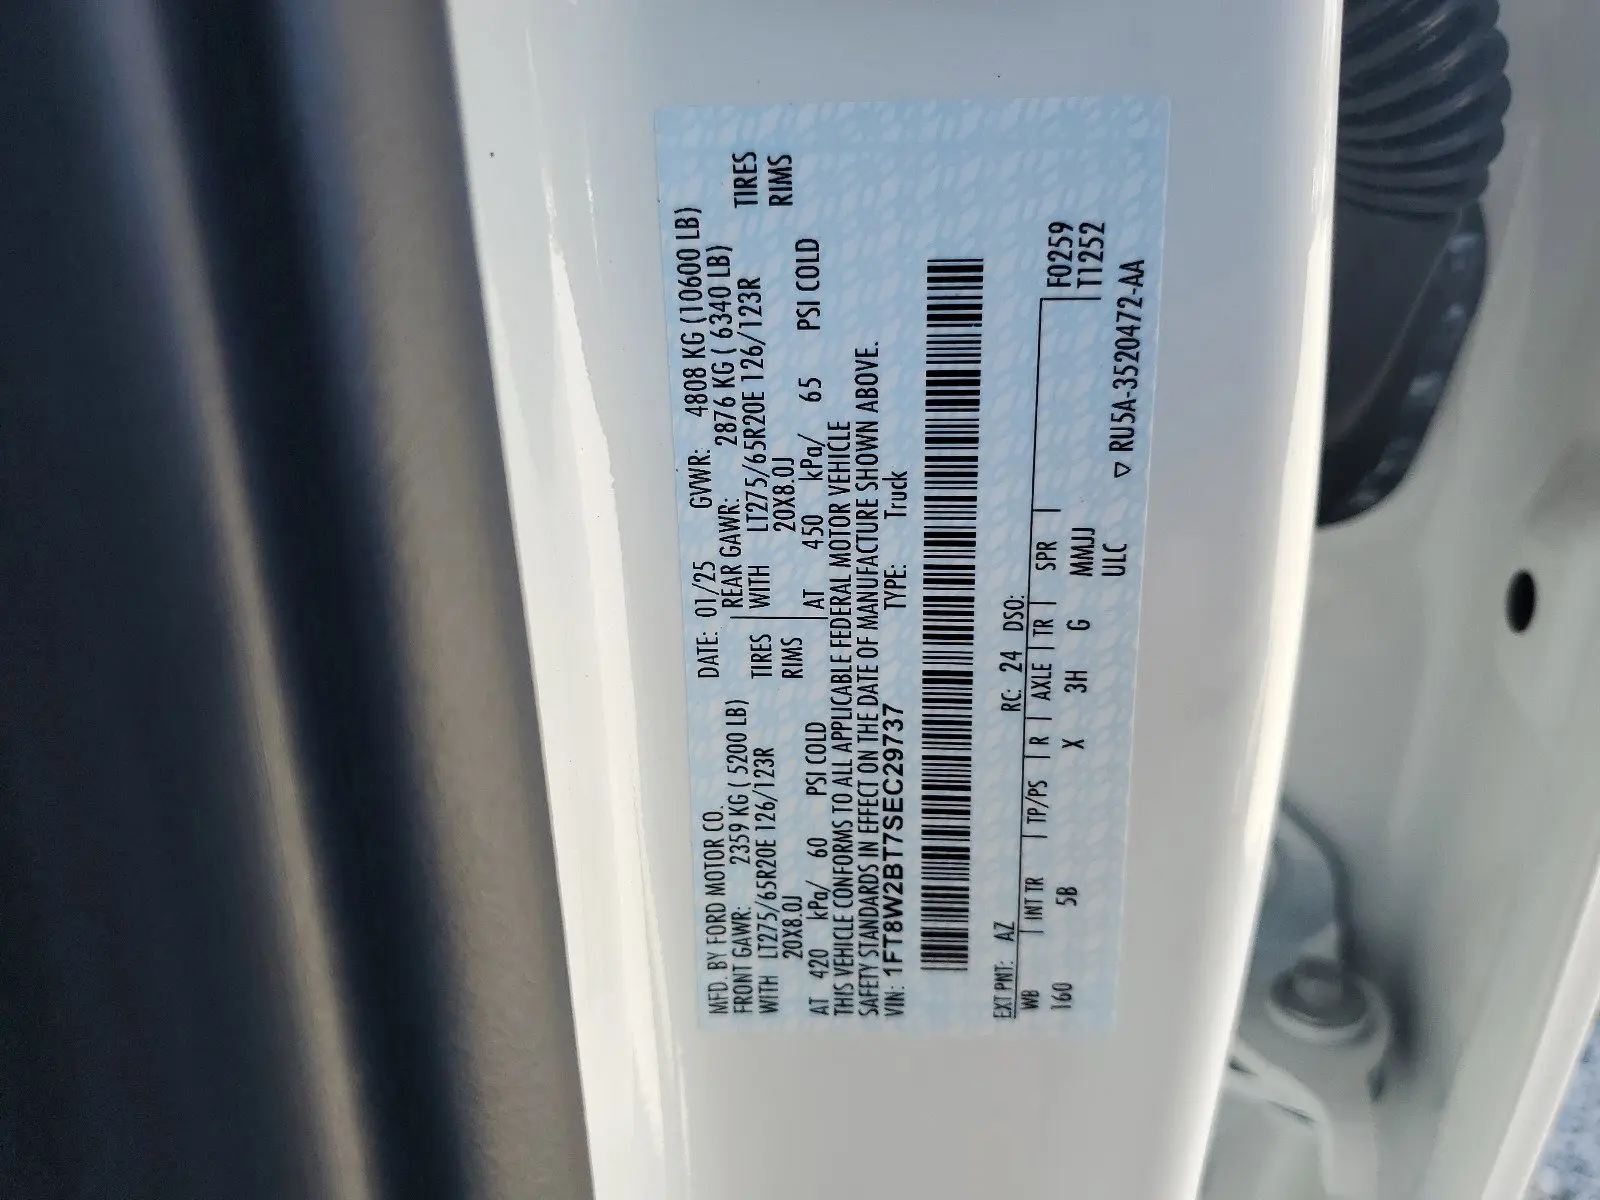 MFD. BY FORD MOTOR CO.
DATE: 01/25 GVWR: 4808 KG (10600 LB)
FRONT GAWR: 2359 KG ( 5200 LB)
REAR GAWR: 2876 KG ( 6340 LB)
WITH LT275/65R20E 126/123R TIRES
WITH LT275/65R20E 126/123R TIRES
20X8.0J RIMS
20X8.0J RIMS
AT 420 kPa/ 60 PSI COLD
AT 450 kPa/ 65 PSI COLD
THIS VEHICLE CONFORMS TO ALL APPLICABLE FEDERAL MOTOR VEHICLE
SAFETY STANDARDS IN EFFECT ON THE DATE OF MANUFACTURE SHOWN ABOVE.
VIN: 1FT8W2BT7SEC29737 TYPE: Truck
EXT PNT: AZ RC: 24 DSO: F0259
WB INT TR TP/PS R AXLE TR SPR T1252
160 5B X 3H G MMJJ
ULC
▽ RU5A-3520472-AA